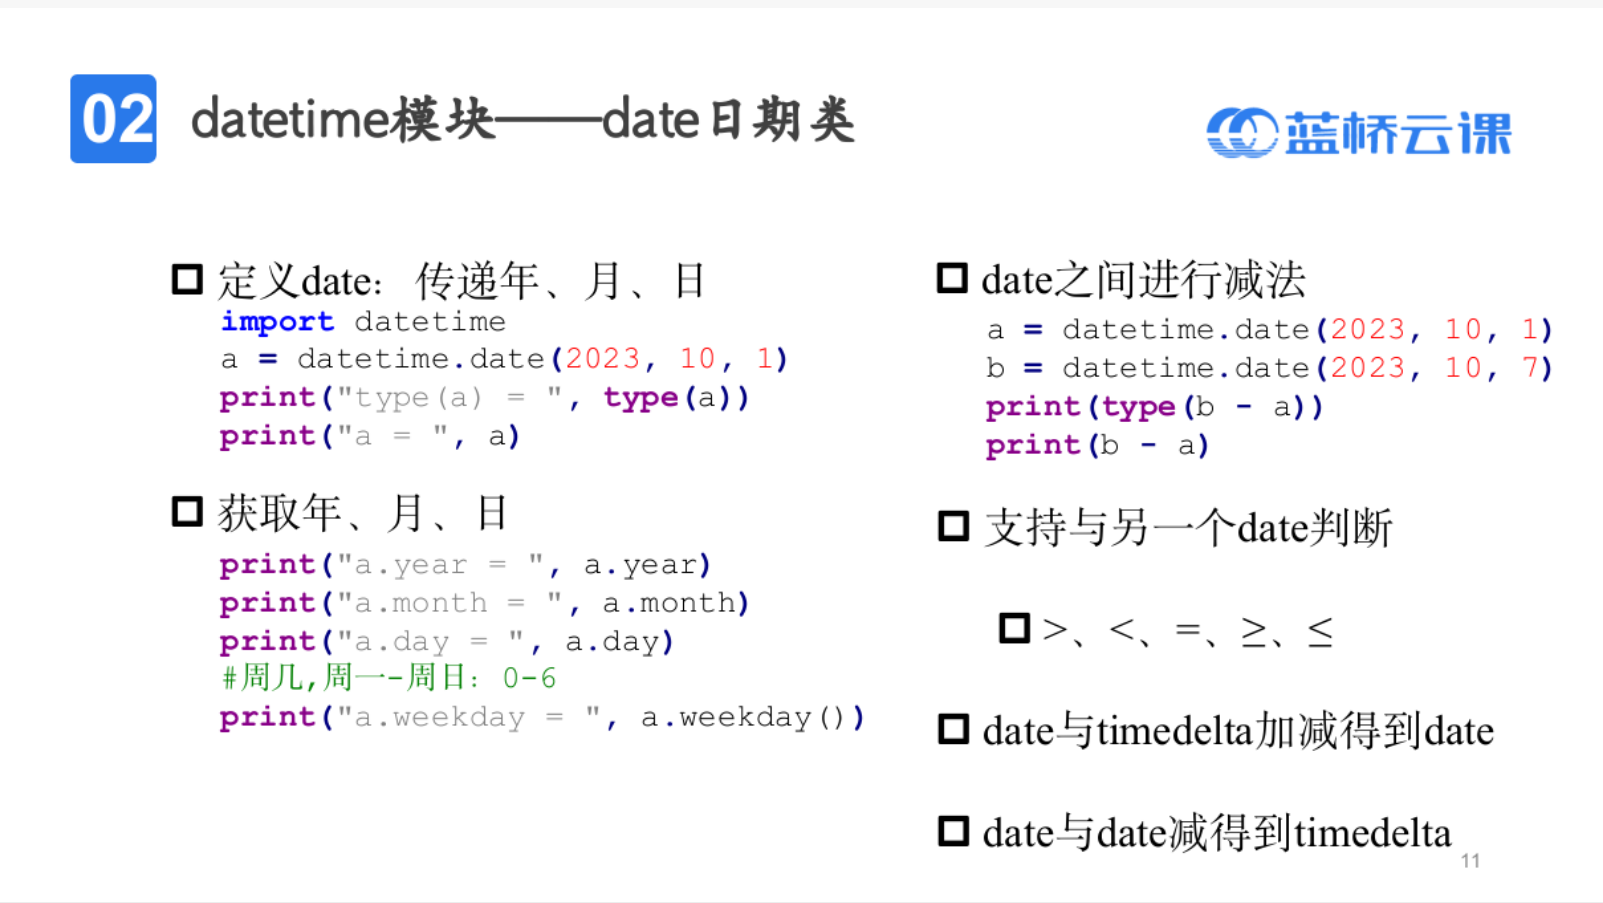 02 datetime模块——date日期类
蓝桥云课
定义date： 传递年、月、日
import datetime
a = datetime.date(2023, 10, 1)
print("type(a) = ", type(a))
print("a = ", a)
获取年、月、日
print("a.year = ", a.year)
print("a.month = ", a.month)
print("a.day = ", a.day)
#周几,周一-周日：0-6
print("a.weekday = ", a.weekday())
date之间进行减法
a = datetime.date(2023, 10, 1)
b = datetime.date(2023, 10, 7)
print(type(b - a))
print(b - a)
支持与另一个date判断
>、<、=、≥、≤
date与timedelta加减得到date
date与date减得到timedelta
11